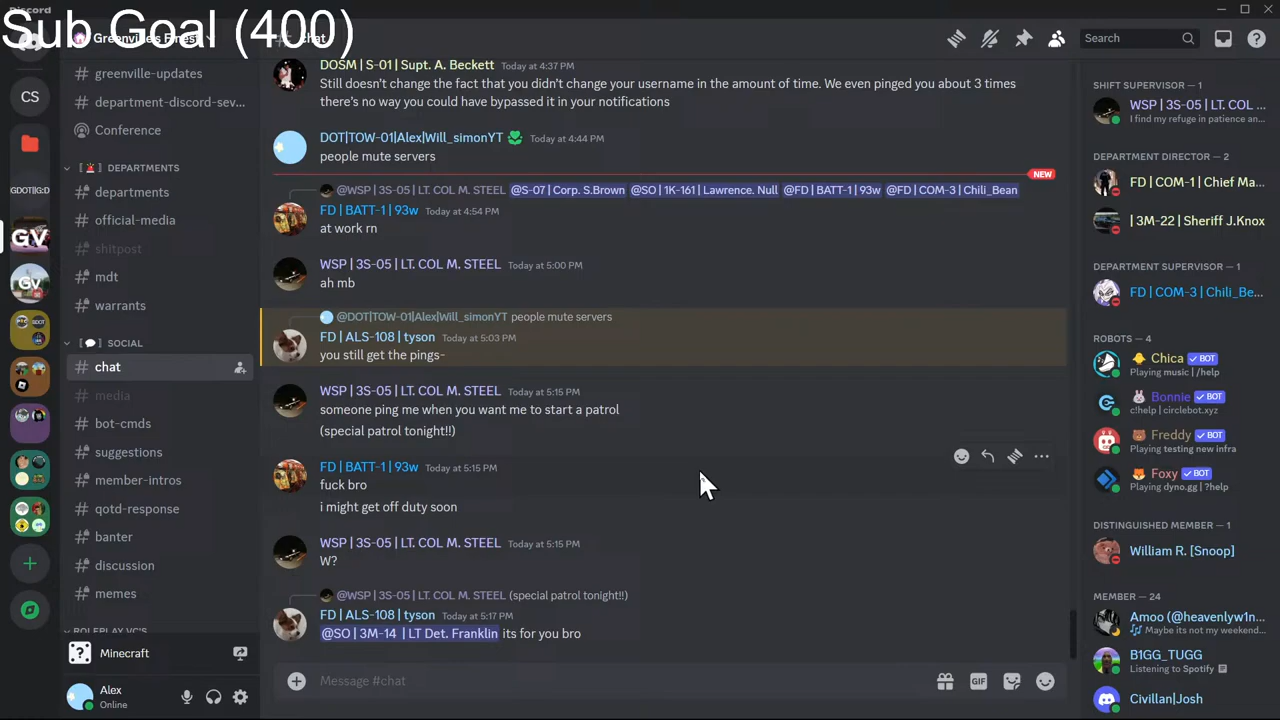 Discord
Sub Goal (400)
Greenville's Finest
chat
Search
greenville-updates
department-discord-sev...
Conference
[🚨] DEPARTMENTS
departments
official-media
shitpost
mdt
warrants
[💬] SOCIAL
chat
media
bot-cmds
suggestions
member-intros
qotd-response
banter
discussion
memes
ROLEPLAY VC'S
Minecraft
Alex
Online
CS
GDOT||G:D
GV
GV
DOSM | S-01 | Supt. A. Beckett Today at 4:37 PM
Still doesn't change the fact that you didn't change your username in the amount of time. We even pinged you about 3 times
there's no way you could have bypassed it in your notifications
DOT|TOW-01|Alex|Will_simonYT Today at 4:44 PM
people mute servers
NEW
@WSP | 3S-05 | LT. COL M. STEEL @S-07 | Corp. S.Brown @SO | 1K-161 | Lawrence. Null @FD | BATT-1 | 93w @FD | COM-3 | Chili_Bean
FD | BATT-1 | 93w Today at 4:54 PM
at work rn
WSP | 3S-05 | LT. COL M. STEEL Today at 5:00 PM
ah mb
@DOT|TOW-01|Alex|Will_simonYT people mute servers
FD | ALS-108 | tyson Today at 5:03 PM
you still get the pings-
WSP | 3S-05 | LT. COL M. STEEL Today at 5:15 PM
someone ping me when you want me to start a patrol
(special patrol tonight!!)
FD | BATT-1 | 93w Today at 5:15 PM
fuck bro
i might get off duty soon
WSP | 3S-05 | LT. COL M. STEEL Today at 5:15 PM
W?
@WSP | 3S-05 | LT. COL M. STEEL (special patrol tonight!!)
FD | ALS-108 | tyson Today at 5:17 PM
@SO | 3M-14 | LT Det. Franklin its for you bro
Message #chat
GIF
SHIFT SUPERVISOR — 1
WSP | 3S-05 | LT. COL ...
I find my refuge in patience an...
DEPARTMENT DIRECTOR — 2
FD | COM-1 | Chief Ma...
| 3M-22 | Sheriff J.Knox
DEPARTMENT SUPERVISOR — 1
FD | COM-3 | Chili_Be...
ROBOTS — 4
🐥 Chica ✓ BOT
Playing music | /help
🐰 Bonnie ✓ BOT
c!help | circlebot.xyz
🐻 Freddy ✓ BOT
Playing testing new infra
🦊 Foxy ✓ BOT
Playing dyno.gg | ?help
DISTINGUISHED MEMBER — 1
William R. [Snoop]
MEMBER — 24
Amoo (@heavenlyw1n...
🎶 Maybe its not my weekend...
B1GG_TUGG
Listening to Spotify
Civillan|Josh